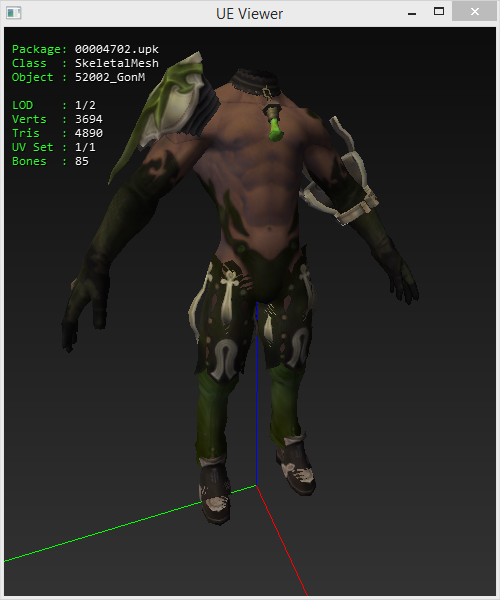 UE Viewer
Package: 00004702.upk
Class  : SkeletalMesh
Object : 52002_GonM
LOD    : 1/2
Verts  : 3694
Tris   : 4890
UV Set : 1/1
Bones  : 85